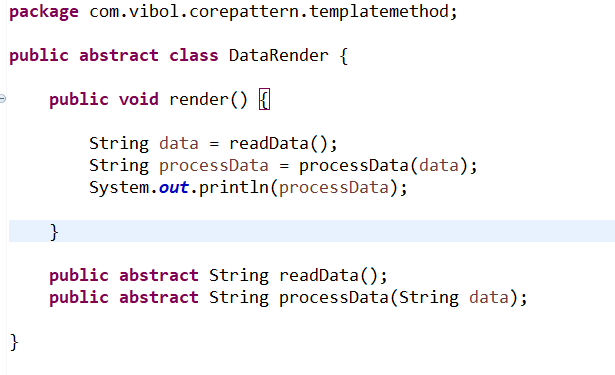 package com.vibol.corepattern.templatemethod;
public abstract class DataRender {
public void render() {
String data = readData();
String processData = processData(data);
System.out.println(processData);
}
public abstract String readData();
public abstract String processData(String data);
}